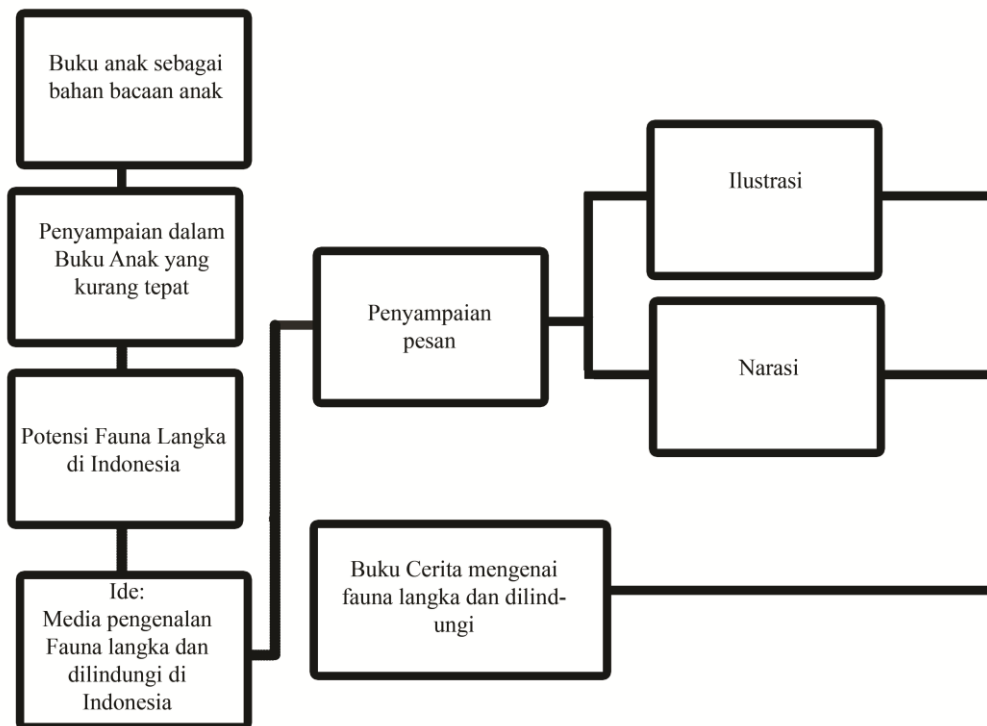 Buku anak sebagai
bahan bacaan anak
Penyampaian dalam
Buku Anak yang
kurang tepat
Potensi Fauna Langka
di Indonesia
Ide:
Media pengenalan
Fauna langka dan
dilindungi di
Indonesia
Penyampaian
pesan
Ilustrasi
Narasi
Buku Cerita mengenai
fauna langka dan dilind-
ungi